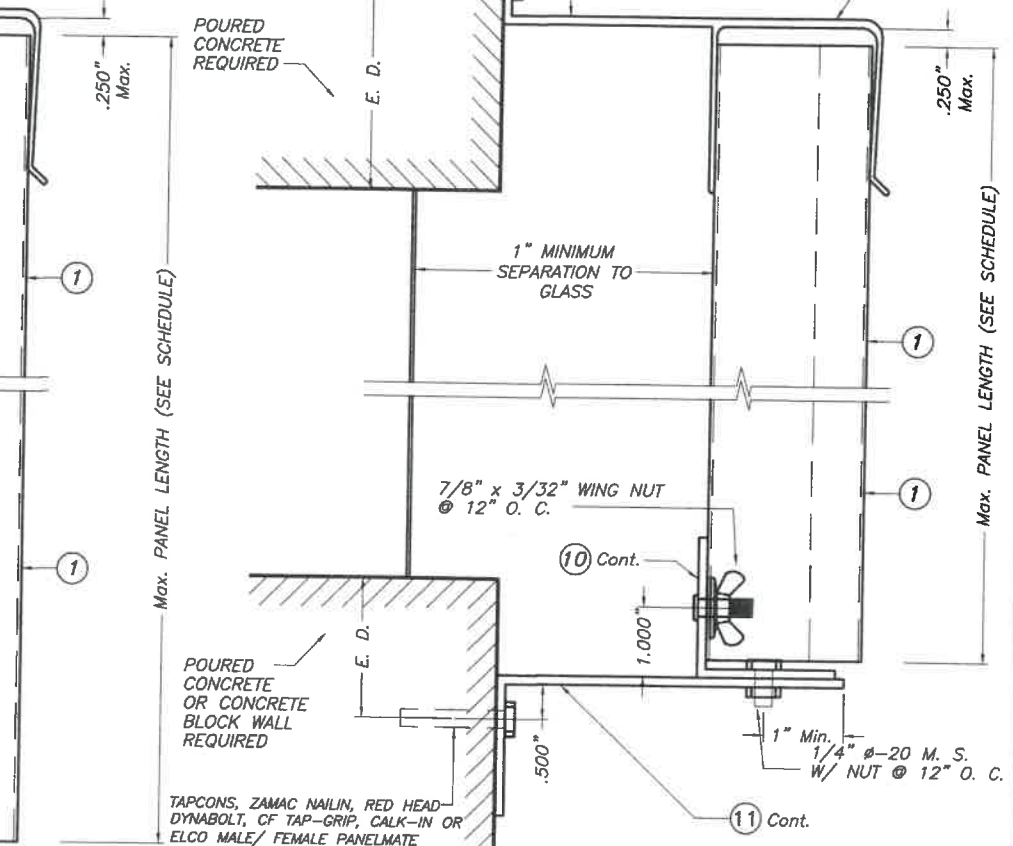 POURED
CONCRETE
REQUIRED
.250"
Max.
E. D.
.250"
Max.
1" MINIMUM
SEPARATION TO
GLASS
1
1
Max. PANEL LENGTH (SEE SCHEDULE)
1
1
Max. PANEL LENGTH (SEE SCHEDULE)
7/8" x 3/32" WING NUT
@ 12" O. C.
10 Cont.
1.000"
E. D.
POURED
CONCRETE
OR CONCRETE
BLOCK WALL
REQUIRED
.500"
1" Min.
1/4" ø-20 M. S.
W/ NUT @ 12" O. C.
TAPCONS, ZAMAC NAILIN, RED HEAD
DYNABOLT, CF TAP-GRIP, CALK-IN OR
ELCO MALE/ FEMALE PANELMATE
11 Cont.